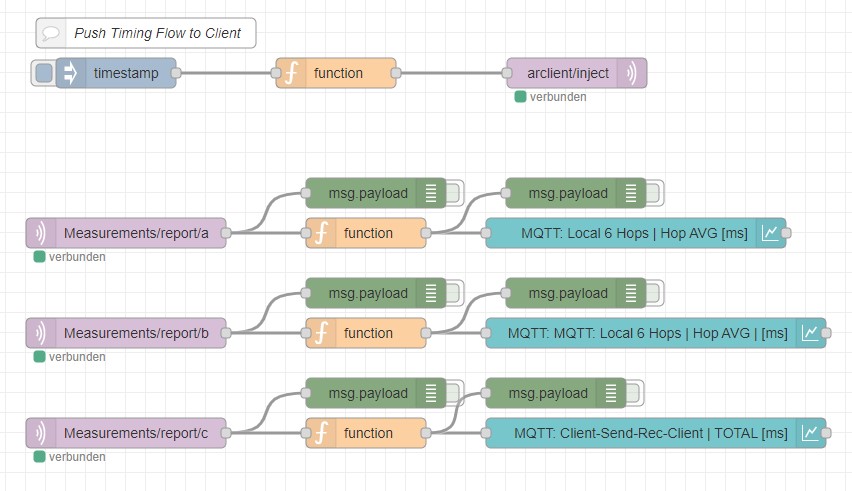 Push Timing Flow to Client
timestamp
function
arclient/inject
verbunden
msg.payload
msg.payload
Measurements/report/a
function
MQTT: Local 6 Hops | Hop AVG [ms]
verbunden
msg.payload
msg.payload
Measurements/report/b
function
MQTT: MQTT: Local 6 Hops | Hop AVG | [ms]
verbunden
msg.payload
msg.payload
Measurements/report/c
function
MQTT: Client-Send-Rec-Client | TOTAL [ms]
verbunden